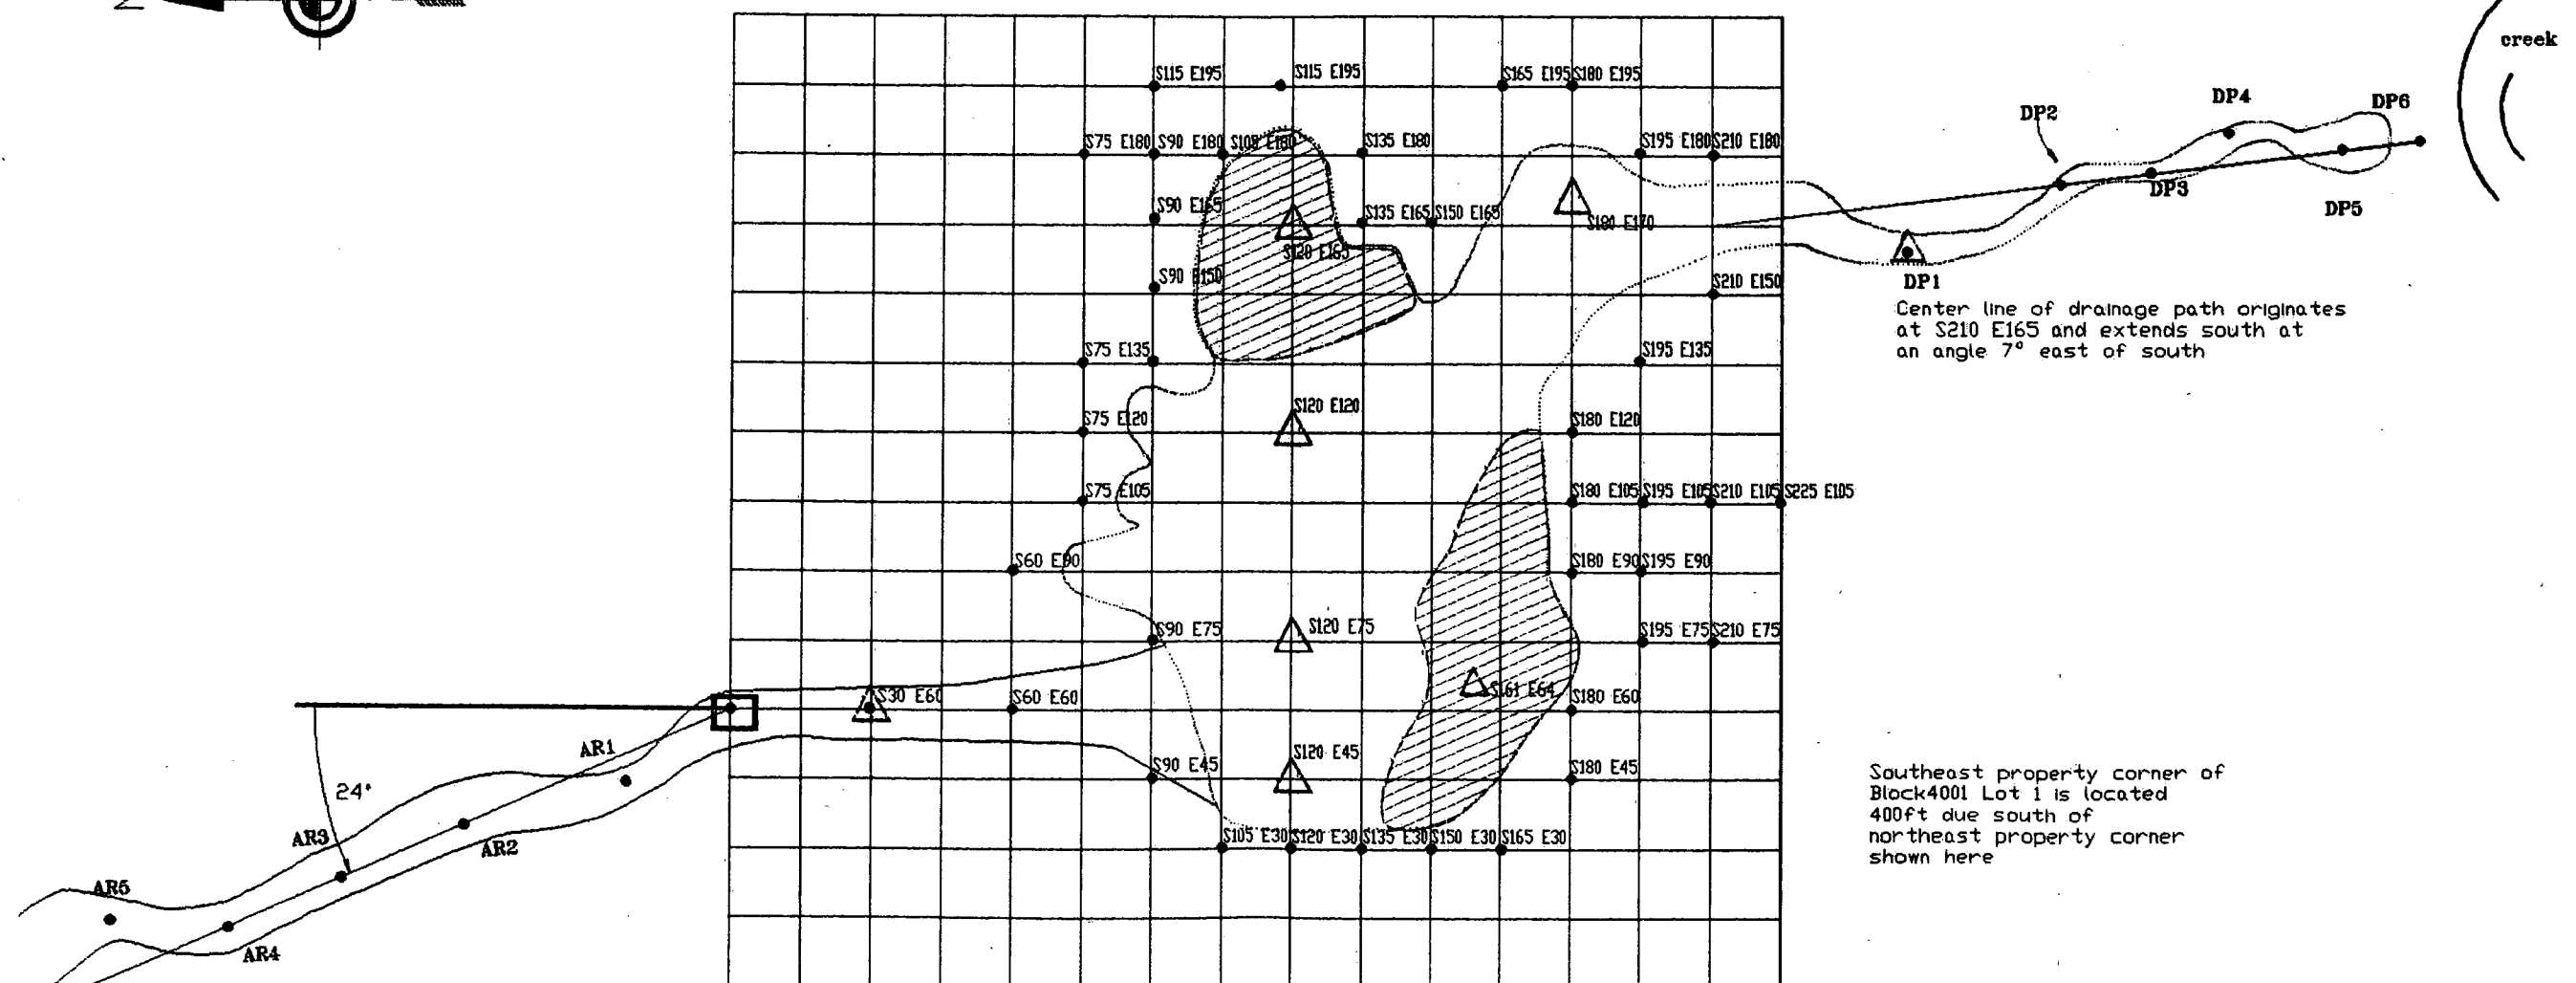 creek
S115 E195
S115 E195
S165 E195
S180 E195
DP2
DP4
DP6
S75 E180
S90 E180
S105 E180
S135 E180
S195 E180
S210 E180
S90 E165
S120 E165
S135 E165
S150 E165
S180 E170
DP3
DP5
S90 E150
S210 E150
DP1
Center line of drainage path originates
at S210 E165 and extends south at
an angle 7° east of south
S75 E135
S195 E135
S75 E120
S120 E120
S180 E120
S75 E105
S180 E105
S195 E105
S210 E105
S225 E105
S60 E90
S180 E90
S195 E90
S90 E75
S120 E75
S195 E75
S210 E75
S30 E60
S60 E60
S161 E64
S180 E60
AR1
24°
S90 E45
S120 E45
S180 E45
Southeast property corner of
Block4001 Lot 1 is located
400ft due south of
northeast property corner
shown here
AR3
AR2
S105 E30
S120 E30
S135 E30
S150 E30
S165 E30
AR5
AR4